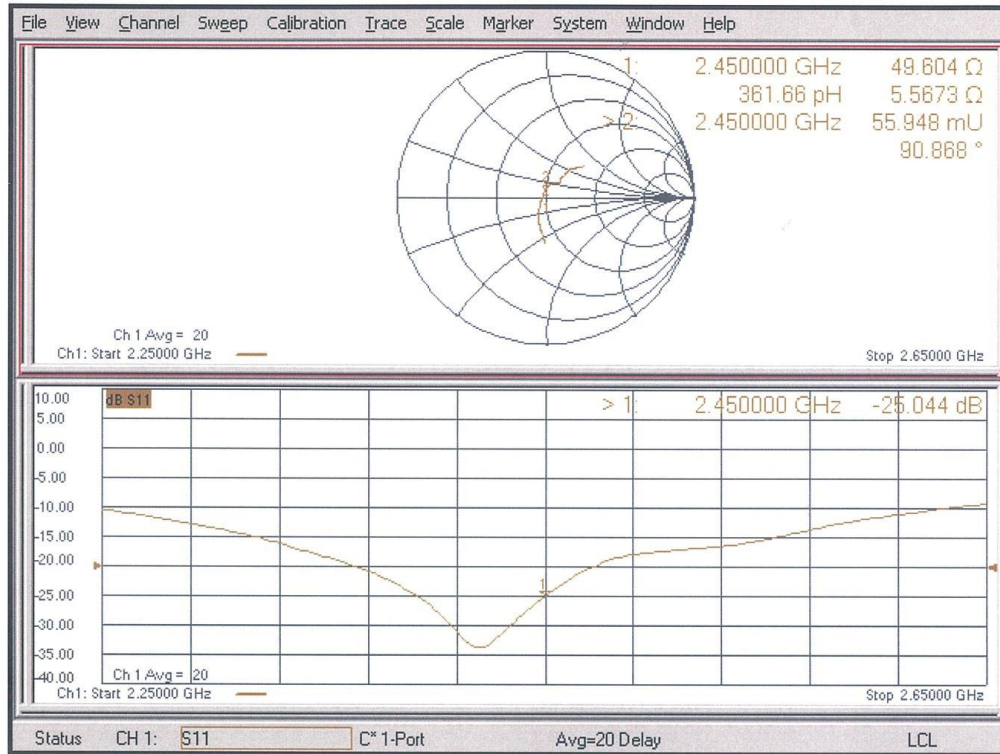 File View Channel Sweep Calibration Trace Scale Marker System Window Help
1: 2.450000 GHz 49.604 Ω
361.66 pH 5.5673 Ω
> 2: 2.450000 GHz 55.948 mU
90.868 °
Ch 1 Avg = 20
Ch1: Start 2.25000 GHz
Stop 2.65000 GHz
10.00
dB S11
> 1: 2.450000 GHz -25.044 dB
5.00
0.00
-5.00
-10.00
-15.00
-20.00
-25.00
1
-30.00
-35.00
-40.00
Ch 1 Avg = 20
Ch1: Start 2.25000 GHz
Stop 2.65000 GHz
Status CH 1: S11 C* 1-Port Avg=20 Delay LCL